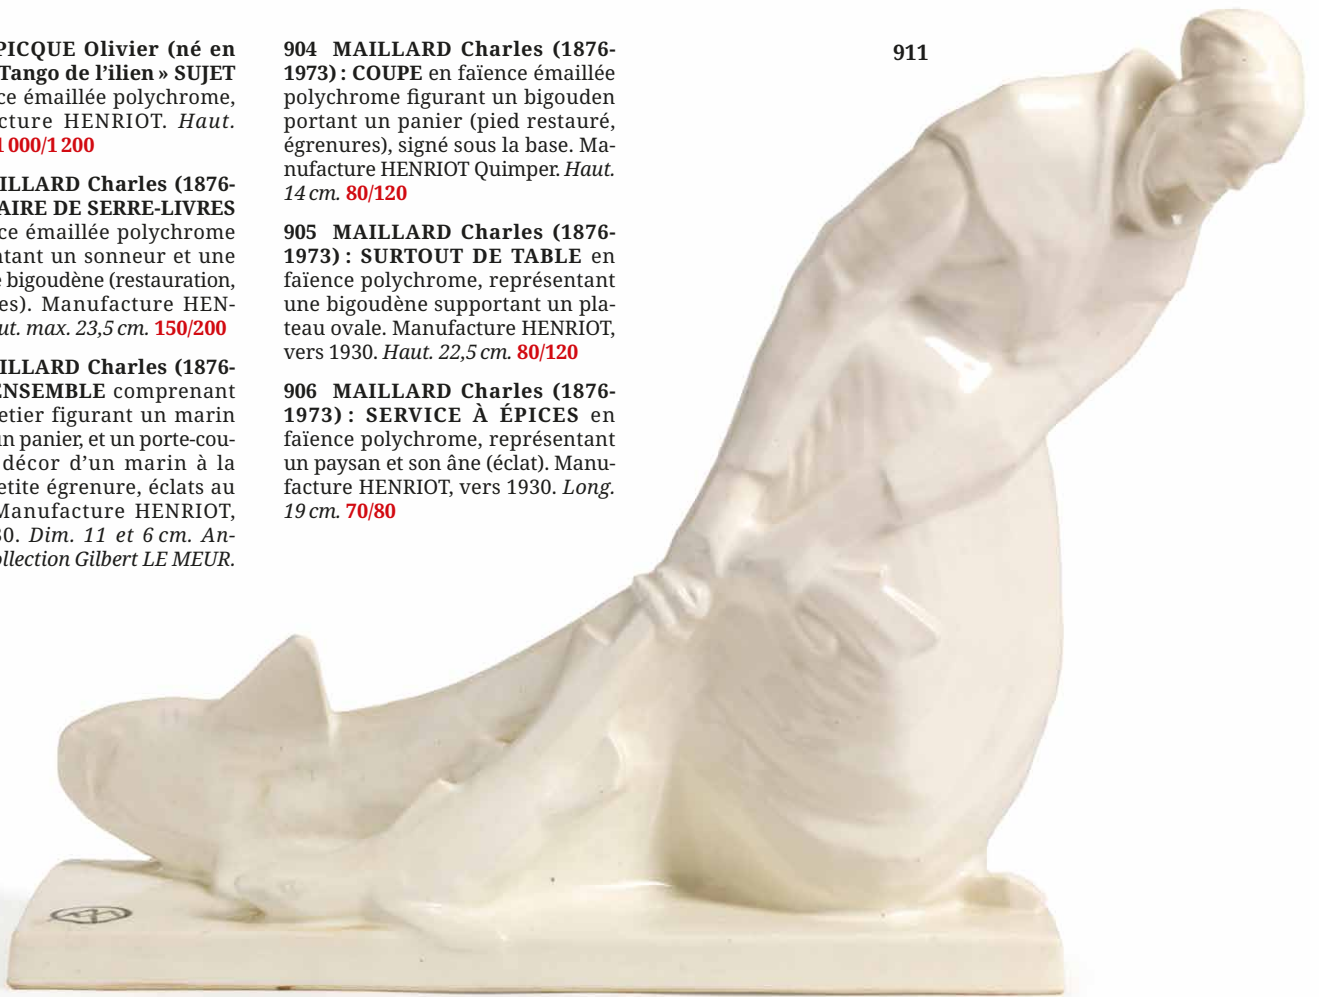 PICQUE Olivier (né en
Tango de l’ilien » SUJET
ce émaillée polychrome,
cture HENRIOT. Haut.
1 000/1 200
ILLARD Charles (1876-
AIRE DE SERRE-LIVRES
ce émaillée polychrome
ntant un sonneur et une
e bigoudène (restauration,
es). Manufacture HEN-
ut. max. 23,5 cm. 150/200
ILLARD Charles (1876-
ENSEMBLE comprenant
etier figurant un marin
un panier, et un porte-cou-
décor d’un marin à la
etite égrenure, éclats au
Manufacture HENRIOT,
30. Dim. 11 et 6 cm. An-
ollection Gilbert LE MEUR.
904 MAILLARD Charles (1876-
1973) : COUPE en faïence émaillée
polychrome figurant un bigouden
portant un panier (pied restauré,
égrenures), signé sous la base. Ma-
nufacture HENRIOT Quimper. Haut.
14 cm. 80/120
905 MAILLARD Charles (1876-
1973) : SURTOUT DE TABLE en
faïence polychrome, représentant
une bigoudène supportant un pla-
teau ovale. Manufacture HENRIOT,
vers 1930. Haut. 22,5 cm. 80/120
906 MAILLARD Charles (1876-
1973) : SERVICE À ÉPICES en
faïence polychrome, représentant
un paysan et son âne (éclat). Manu-
facture HENRIOT, vers 1930. Long.
19 cm. 70/80
911